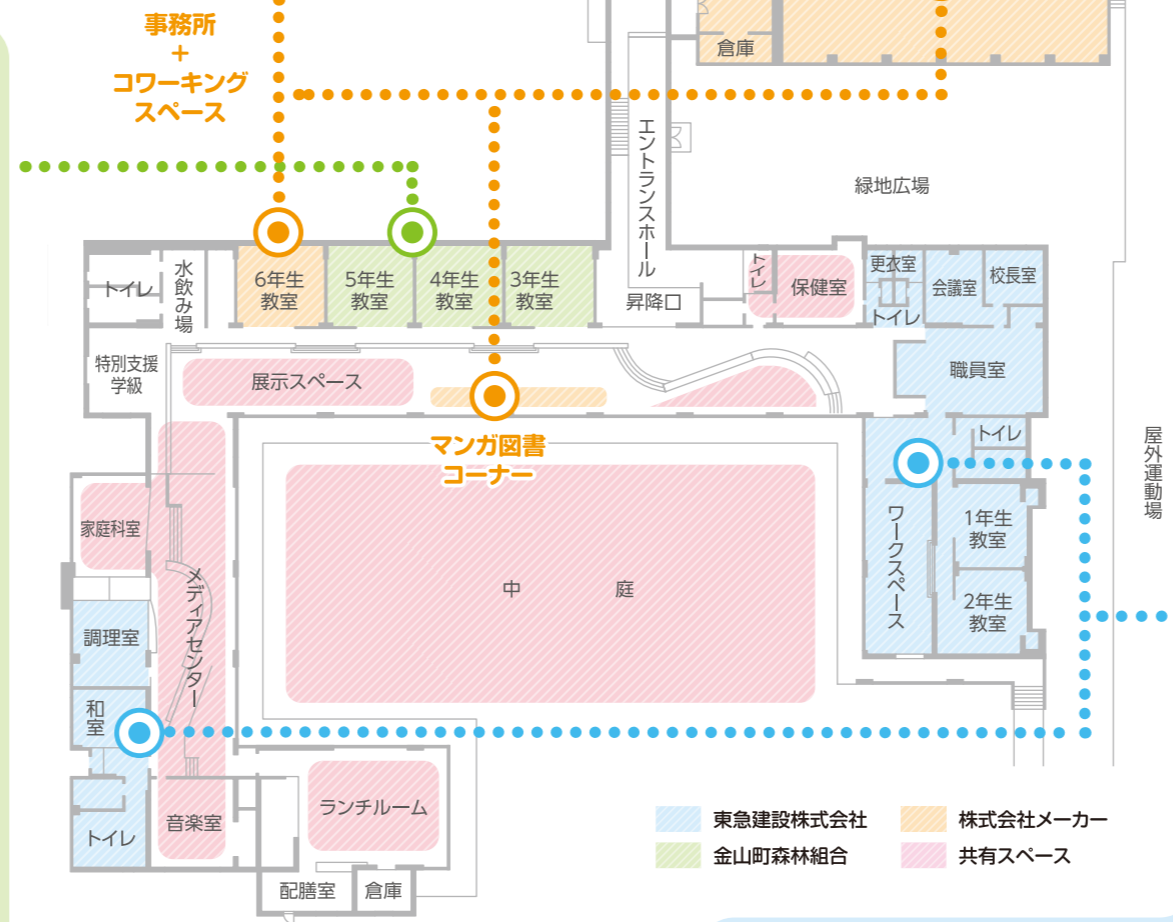 事務所
+
コワーキング
スペース
倉庫
エントランスホール
緑地広場
トイレ
水飲み場
6年生
教室
5年生
教室
4年生
教室
3年生
教室
昇降口
トイレ
保健室
更衣室
トイレ
会議室
校長室
特別支援
学級
展示スペース
職員室
マンガ図書
コーナー
トイレ
屋外運動場
家庭科室
メディアセンター
中庭
ワークスペース
1年生
教室
2年生
教室
調理室
和室
トイレ
音楽室
ランチルーム
配膳室
倉庫
東急建設株式会社
株式会社メーカー
金山町森林組合
共有スペース